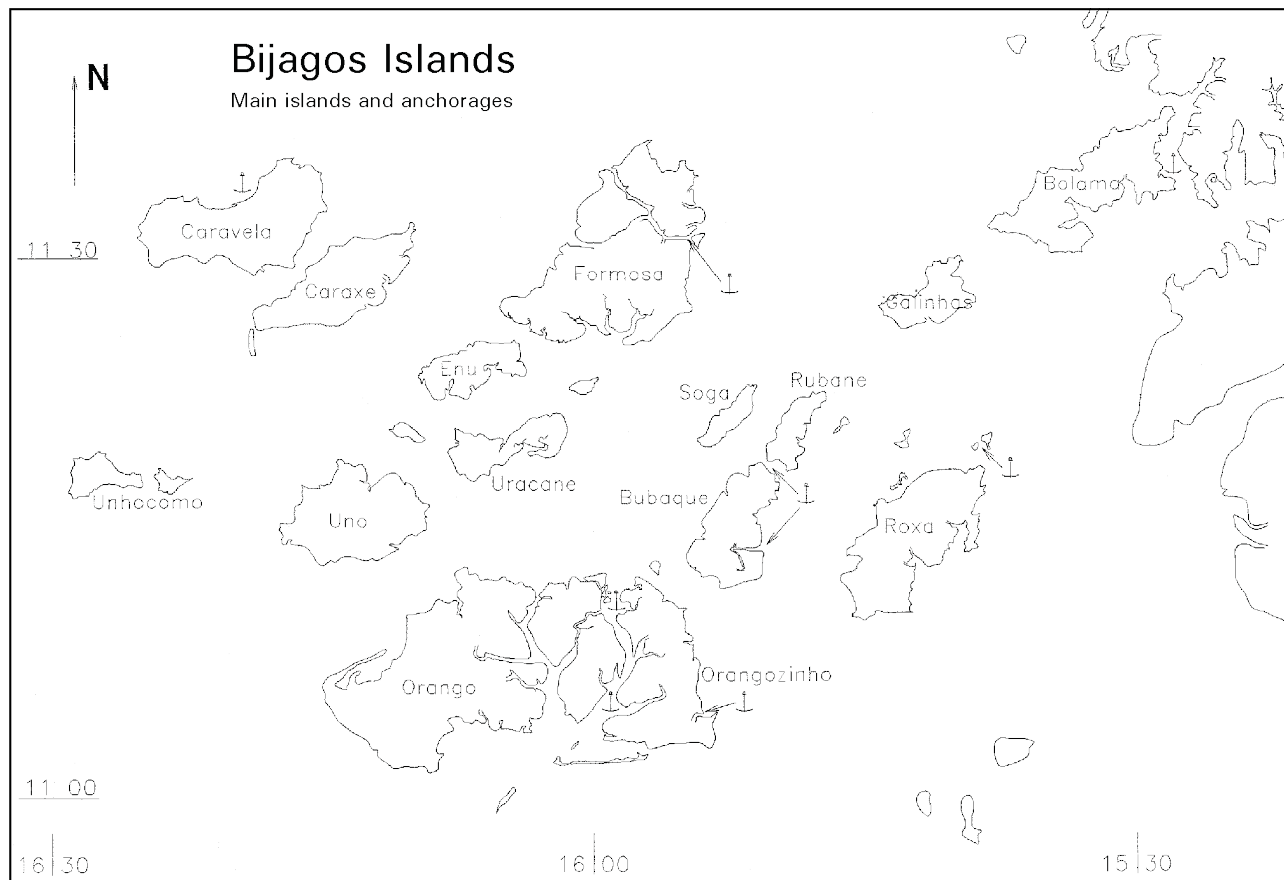 Bijagos Islands
Main islands and anchorages
N
Bolama
Caravela
11 30
Formosa
Caraxe
Galinhas
Enu
Rubane
Soga
Uracane
Unhocomo
Bubaque
Uno
Roxa
Orangozinho
Orango
11 00
16 30
16 00
15 30